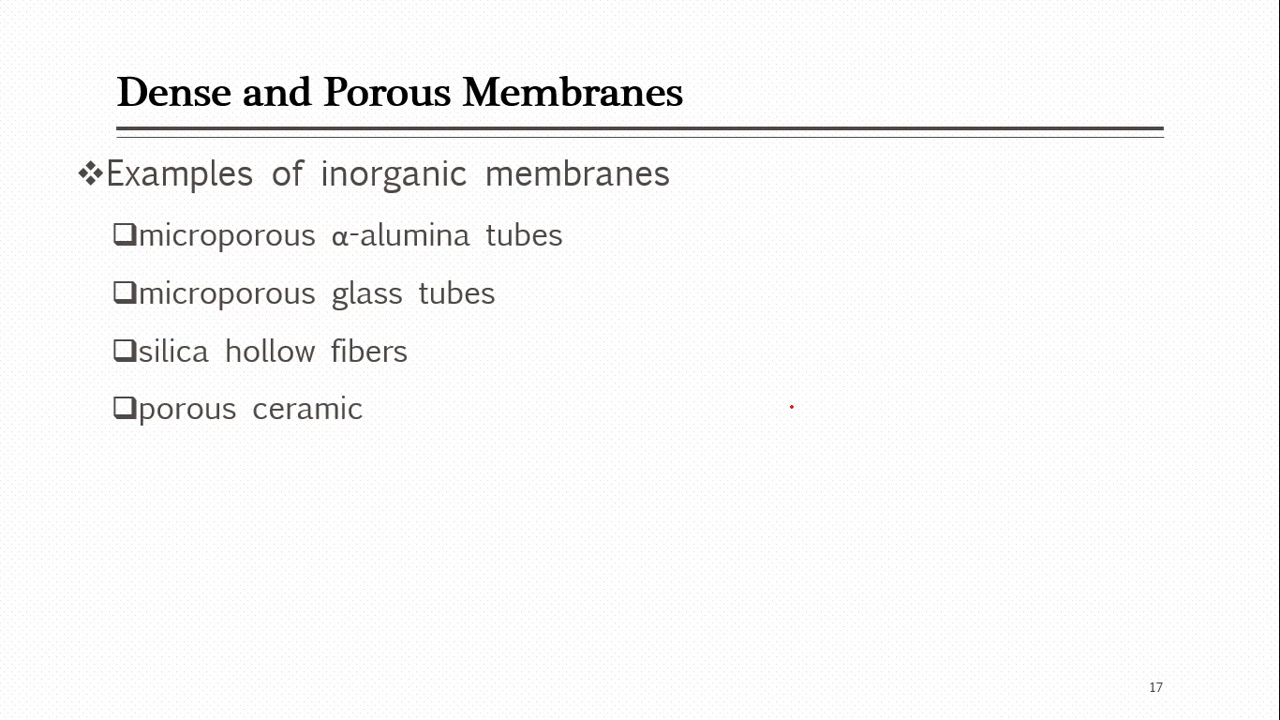 Dense and Porous Membranes
❖Examples of inorganic membranes
❑microporous α-alumina tubes
❑microporous glass tubes
❑silica hollow fibers
❑porous ceramic
17